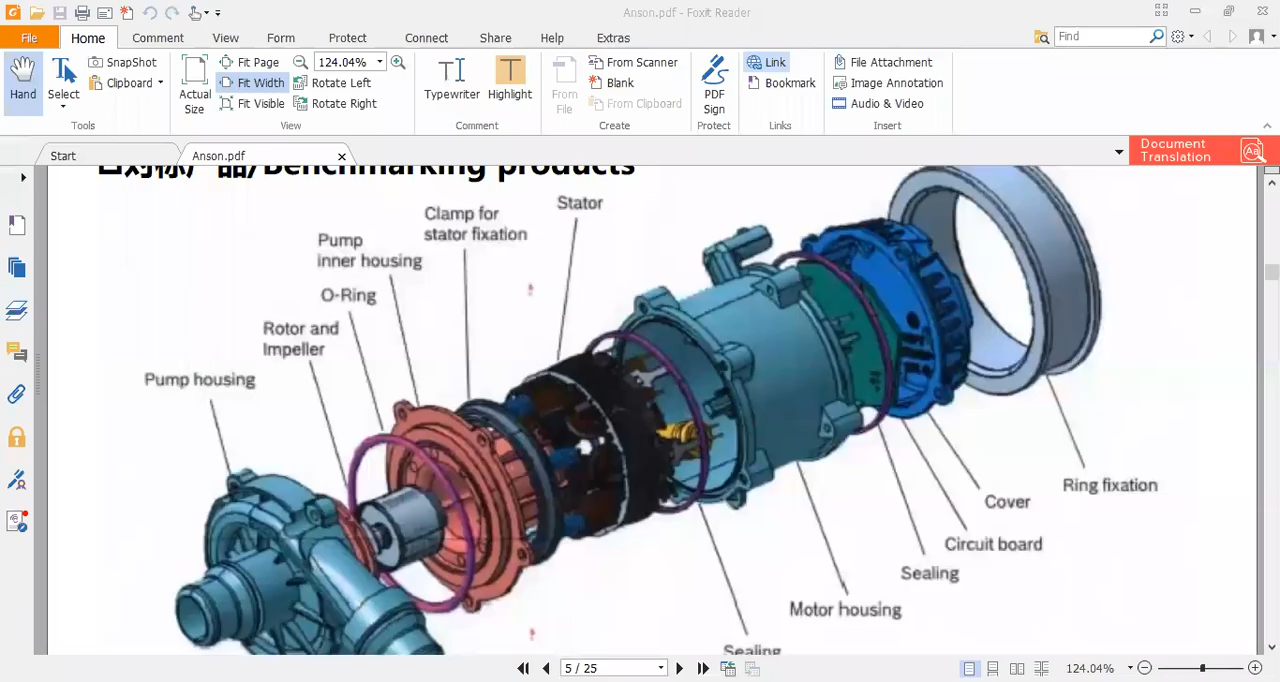 Anson.pdf - Foxit Reader
File
Home
Comment
View
Form
Protect
Connect
Share
Help
Extras
Find
Hand
Select
SnapShot
Clipboard
Tools
Actual
Size
Fit Page
Fit Width
Fit Visible
124.04%
Rotate Left
Rotate Right
View
Typewriter
Highlight
Comment
From
File
From Scanner
Blank
From Clipboard
Create
PDF
Sign
Protect
Link
Bookmark
Links
File Attachment
Image Annotation
Audio & Video
Insert
Start
Anson.pdf
Document
Translation
对标产品/Benchmarking products
Stator
Clamp for
stator fixation
Pump
inner housing
O-Ring
Rotor and
Impeller
Pump housing
Ring fixation
Cover
Circuit board
Sealing
Motor housing
Sealing
5 / 25
124.04%